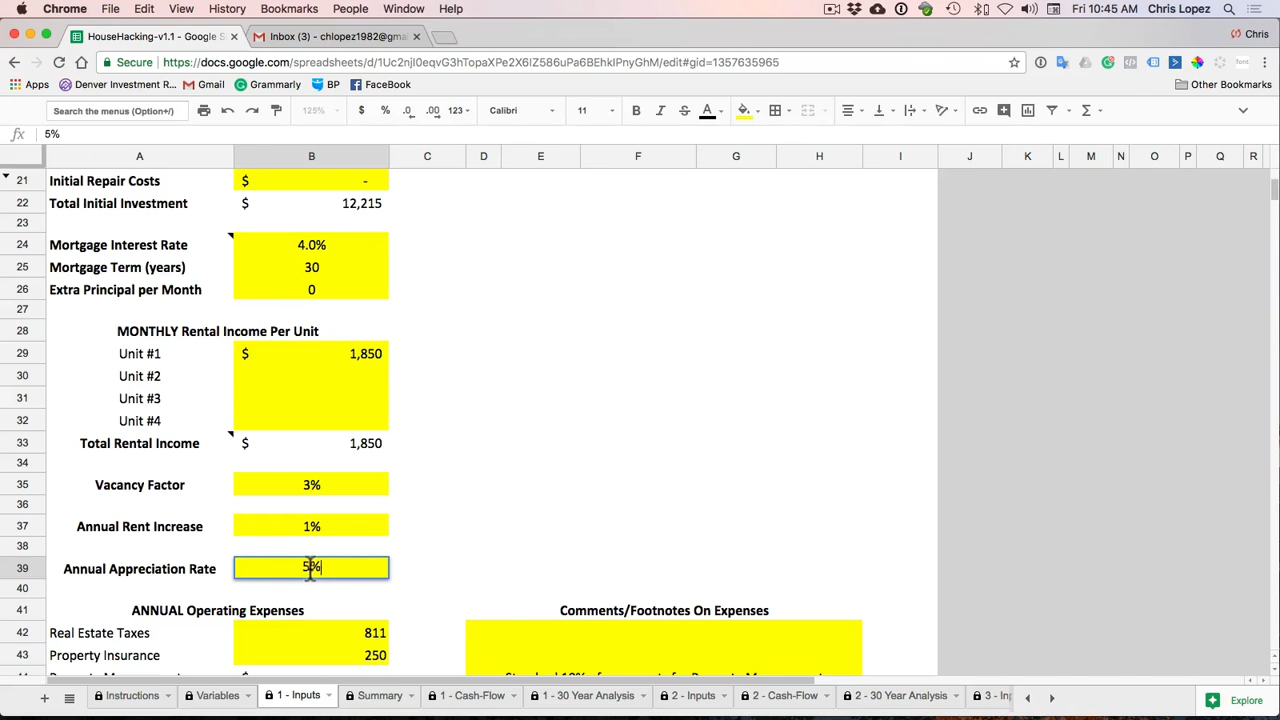 Chrome File Edit View History Bookmarks People Window Help Fri 10:45 AM Chris Lopez
HouseHacking-v1.1 - Google S Inbox (3) - chlopez1982@gma Chris
Secure https://docs.google.com/spreadsheets/d/1Uc2njI0eqvG3hTopaXPe2X6IZ586uPa6BEhkIPnyGhM/edit#gid=1357635965
Apps Denver Investment R Gmail Grammarly BP FaceBook Other Bookmarks
Search the menus (Option+/) 125% $ % .0 .00 123 Calibri 11 B I S A
fx 5%
A B C D E F G H I J K L M N O P Q R
21 Initial Repair Costs $ -
22 Total Initial Investment $ 12,215
23
24 Mortgage Interest Rate 4.0%
25 Mortgage Term (years) 30
26 Extra Principal per Month 0
27
28 MONTHLY Rental Income Per Unit
29 Unit #1 $ 1,850
30 Unit #2
31 Unit #3
32 Unit #4
33 Total Rental Income $ 1,850
34
35 Vacancy Factor 3%
36
37 Annual Rent Increase 1%
38
39 Annual Appreciation Rate 5%
40
41 ANNUAL Operating Expenses Comments/Footnotes On Expenses
42 Real Estate Taxes 811
43 Property Insurance 250
Instructions Variables 1 - Inputs Summary 1 - Cash-Flow 1 - 30 Year Analysis 2 - Inputs 2 - Cash-Flow 2 - 30 Year Analysis 3 - Inp Explore